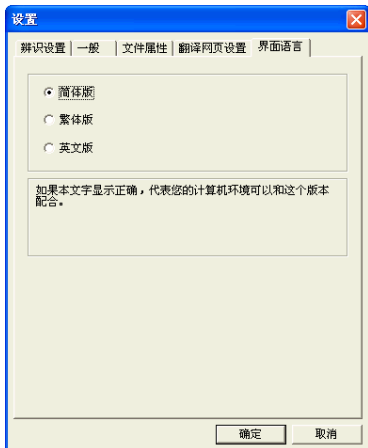 设置
辨识设置 一般 文件属性 翻译网页设置 界面语言
简体版
繁体版
英文版
如果本文字显示正确，代表您的计算机环境可以和这个版本
配合。
确定 取消